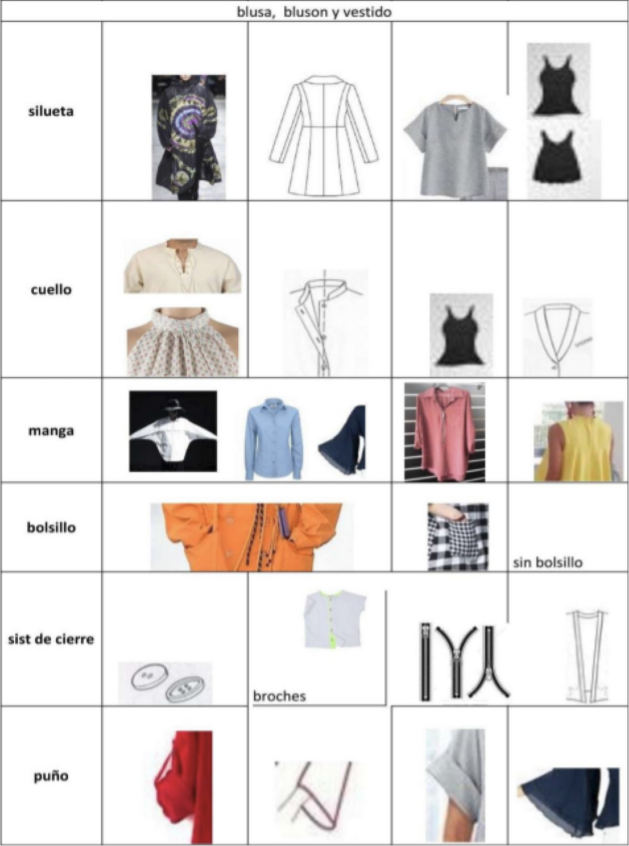 blusa, bluson y vestido
silueta
cuello
manga
bolsillo
sin bolsillo
sist de cierre
broches
puño